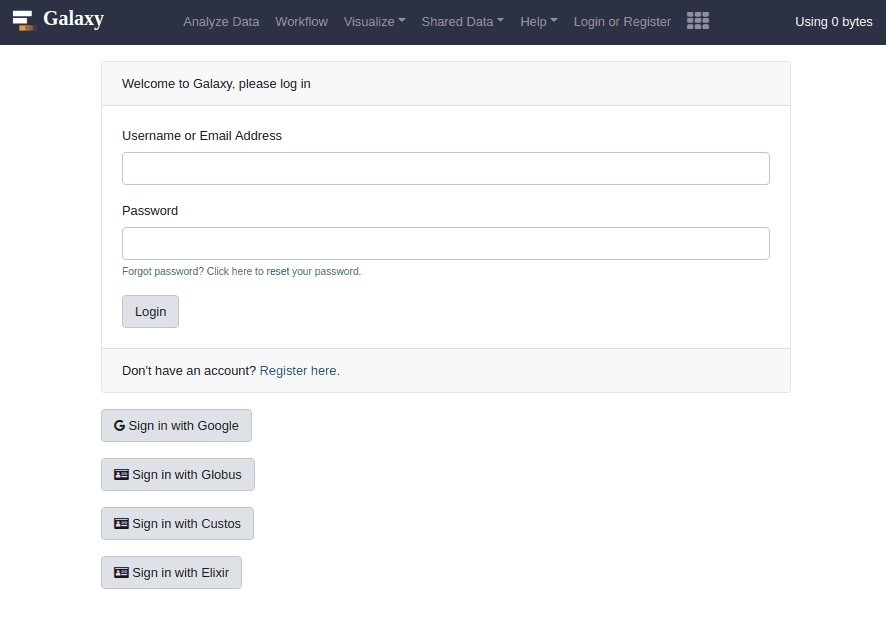 Galaxy Analyze Data Workflow Visualize Shared Data Help Login or Register Using 0 bytes
Welcome to Galaxy, please log in
Username or Email Address
Password
Forgot password? Click here to reset your password.
Login
Don't have an account? Register here.
Sign in with Google
Sign in with Globus
Sign in with Custos
Sign in with Elixir